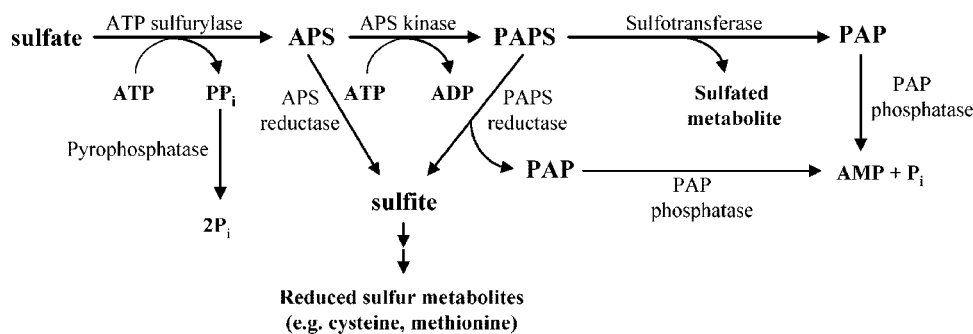 ATP sulfurylase
APS kinase
Sulfotransferase
sulfate
APS
PAPS
PAP
ATP
PPi
APS
reductase
ATP
ADP
PAPS
reductase
Sulfated
metabolite
PAP
phosphatase
Pyrophosphatase
PAP
AMP + Pi
PAP
phosphatase
sulfite
2Pi
Reduced sulfur metabolites
(e.g. cysteine, methionine)